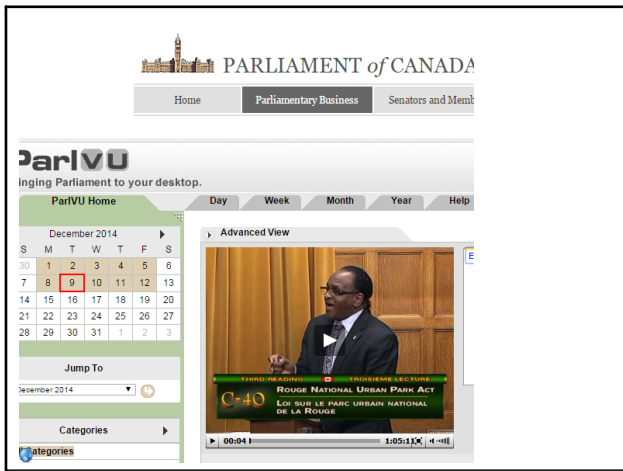 PARLIAMENT of CANADA
Home Parliamentary Business Senators and Memb
ParlVU
inging Parliament to your desktop.
ParlVU Home Day Week Month Year Help
December 2014
S M T W T F S
30 1 2 3 4 5 6
7 8 9 10 11 12 13
14 15 16 17 18 19 20
21 22 23 24 25 26 27
28 29 30 31 1 2 3
Jump To
December 2014
Categories
Categories
Advanced View
E
THIRD READING TROISIÈME LECTURE
C-40
ROUGE NATIONAL URBAN PARK ACT
LOI SUR LE PARC URBAIN NATIONAL
DE LA ROUGE
00:04 1:05:11